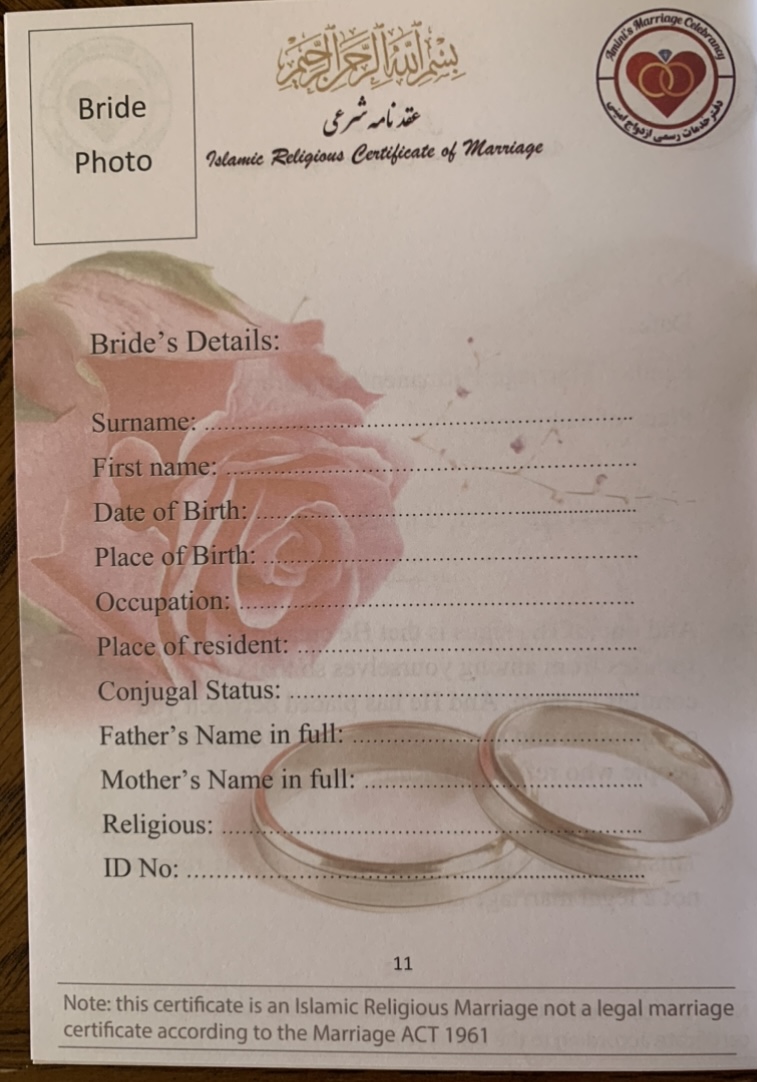 Bride
Photo
بسم الله الرحمن الرحيم
عقد نامه شرعی
Islamic Religious Certificate of Marriage
Amini's Marriage Celebrancy
دفتر خدمات رسمی ازدواج امینی
Bride's Details:
Surname: ..........................................................................
First name: .......................................................................
Date of Birth: .................................................................
Place of Birth: ................................................................
Occupation: .....................................................................
Place of resident: ...........................................................
Conjugal Status: ............................................................
Father's Name in full: .................................................
Mother's Name in full: ................................................
Religious: ........................................................................
ID No: ..............................................................................
11
Note: this certificate is an Islamic Religious Marriage not a legal marriage
certificate according to the Marriage ACT 1961